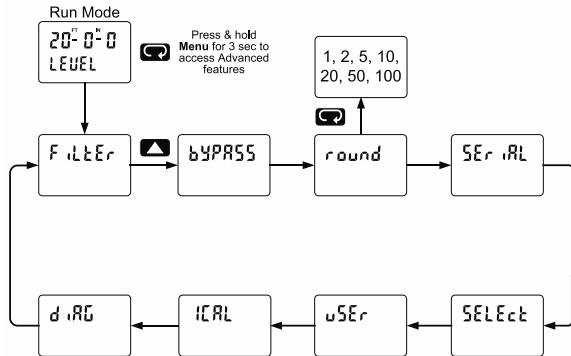 Run Mode
20 FT - 0 IN - 0
LEVEL
Press & hold
Menu for 3 sec to
access Advanced
features
1, 2, 5, 10,
20, 50, 100
FiLtEr
bYPASS
round
SEriAL
diAG
ICAL
uSEr
SELEct